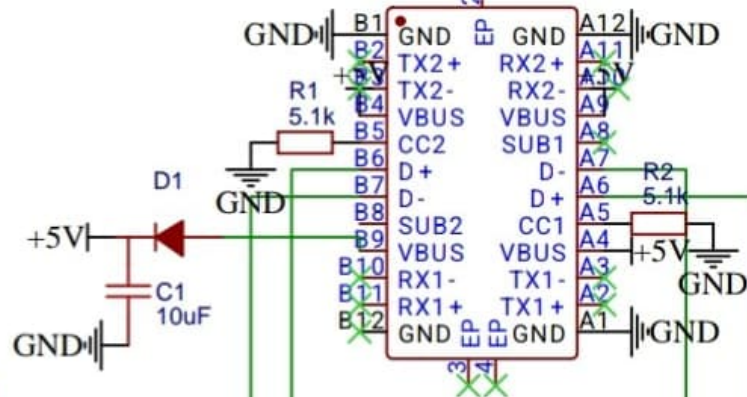 GND
B1
GND
EP
GND
A12
GND
B2
TX2+
RX2+
A11
+5V
TX2-
RX2-
+5V
R1
5.1k
B4
VBUS
VBUS
A9
B5
CC2
SUB1
A8
B6
D+
D-
A7
R2
5.1k
D1
GND
B7
D-
D+
A6
B8
SUB2
CC1
A5
+5V
B9
VBUS
VBUS
A4
+5V
GND
B10
RX1-
TX1-
A3
C1
10uF
B11
RX1+
TX1+
A2
GND
B12
GND
EP
EP
GND
A1
GND
3
4